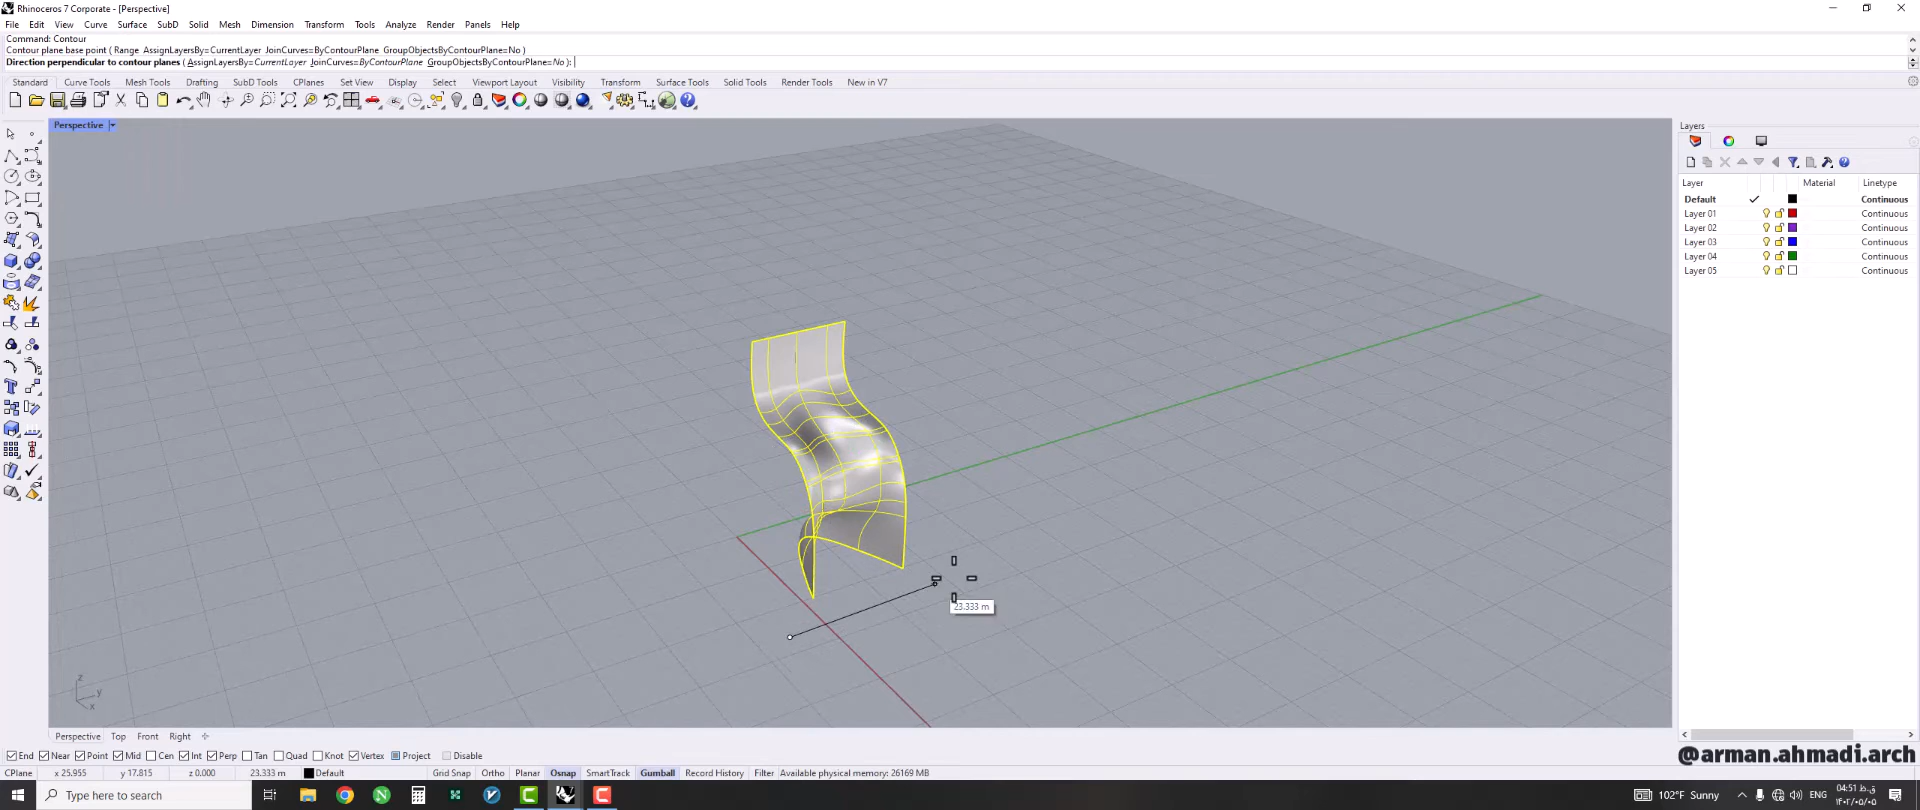 Rhinoceros 7 Corporate - [Perspective]
File Edit View Curve Surface SubD Solid Mesh Dimension Transform Tools Analyze Render Panels Help
Command: Contour
Contour plane base point ( Range AssignLayersBy=CurrentLayer JoinCurves=ByContourPlane GroupObjectsByContourPlane=No )
Direction perpendicular to contour planes ( AssignLayersBy=CurrentLayer JoinCurves=ByContourPlane GroupObjectsByContourPlane=No ):
Standard Curve Tools Mesh Tools Drafting SubD Tools CPlanes Set View Display Select Viewport Layout Visibility Transform Surface Tools Solid Tools Render Tools New in V7
Perspective
Layers
Layer Material Linetype
Default Continuous
Layer 01 Continuous
Layer 02 Continuous
Layer 03 Continuous
Layer 04 Continuous
Layer 05 Continuous
23.333 m
z
y
x
Perspective Top Front Right
End Near Point Mid Cen Int Perp Tan Quad Knot Vertex Project Disable
@arman.ahmadi.arch
CPlane x 25.955 y 17.815 z 0.000 23.333 m Default Grid Snap Ortho Planar Osnap SmartTrack Gumball Record History Filter Available physical memory: 26169 MB
Type here to search
102°F Sunny ENG
04:51 ق.ظ
۱۴۰۲/۰۵/۰۵